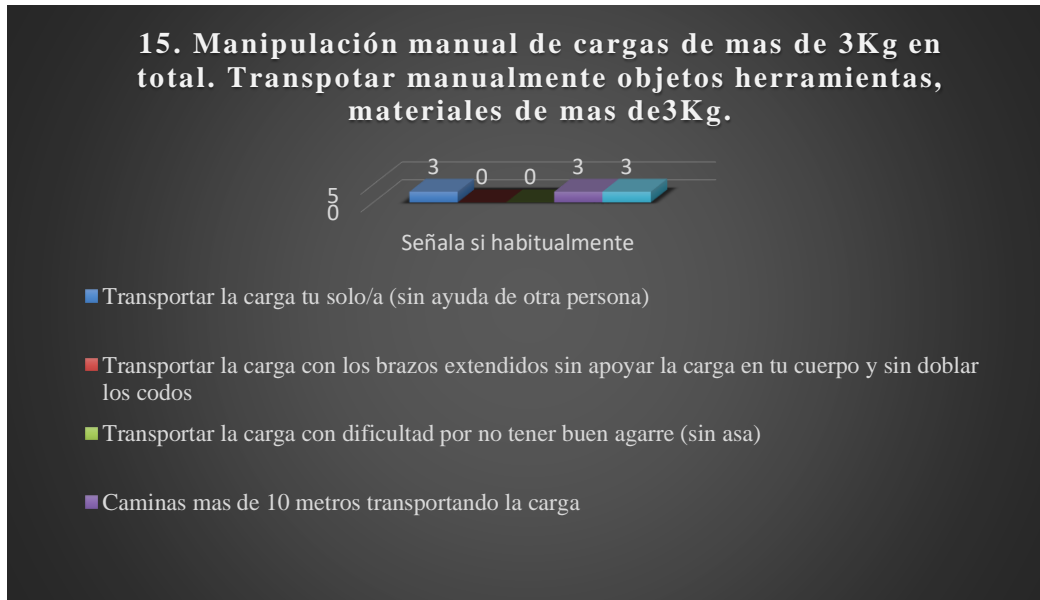 15. Manipulación manual de cargas de mas de 3Kg en
total. Transpotar manualmente objetos herramientas,
materiales de mas de3Kg.
3 0 0 3 3
5
0
Señala si habitualmente
Transportar la carga tu solo/a (sin ayuda de otra persona)
Transportar la carga con los brazos extendidos sin apoyar la carga en tu cuerpo y sin doblar
los codos
Transportar la carga con dificultad por no tener buen agarre (sin asa)
Caminas mas de 10 metros transportando la carga